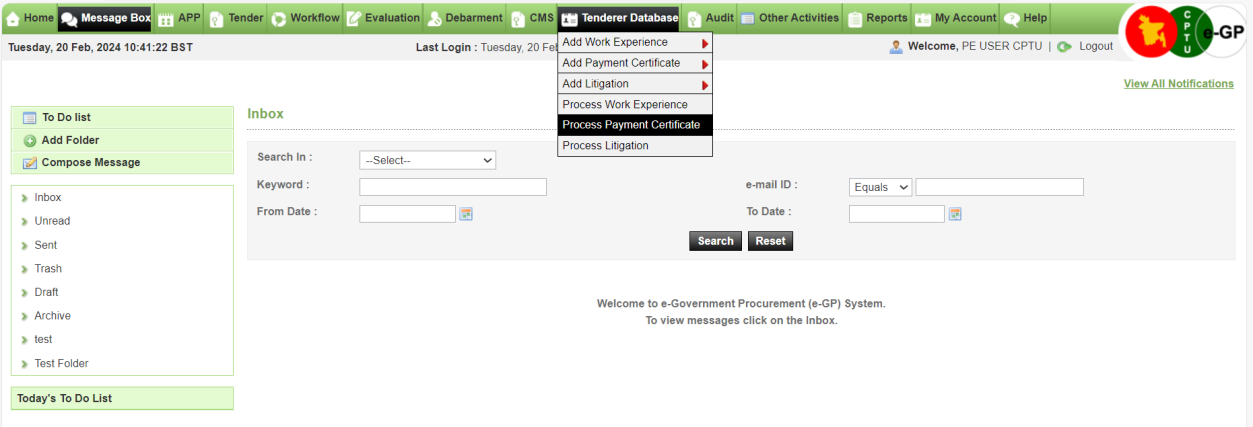 Home Message Box APP Tender Workflow Evaluation Debarment CMS Tenderer Database Audit Other Activities Reports My Account Help
CPTU e-GP
Tuesday, 20 Feb, 2024 10:41:22 BST Last Login : Tuesday, 20 Welcome, PE USER CPTU | Logout
Add Work Experience
Add Payment Certificate
Add Litigation
Process Work Experience
Process Payment Certificate
Process Litigation
View All Notifications
To Do list
Add Folder
Compose Message
Inbox
Unread
Sent
Trash
Draft
Archive
test
Test Folder
Today's To Do List
Inbox
Search In : --Select--
Keyword : e-mail ID : Equals
From Date : To Date :
Search Reset
Welcome to e-Government Procurement (e-GP) System.
To view messages click on the Inbox.